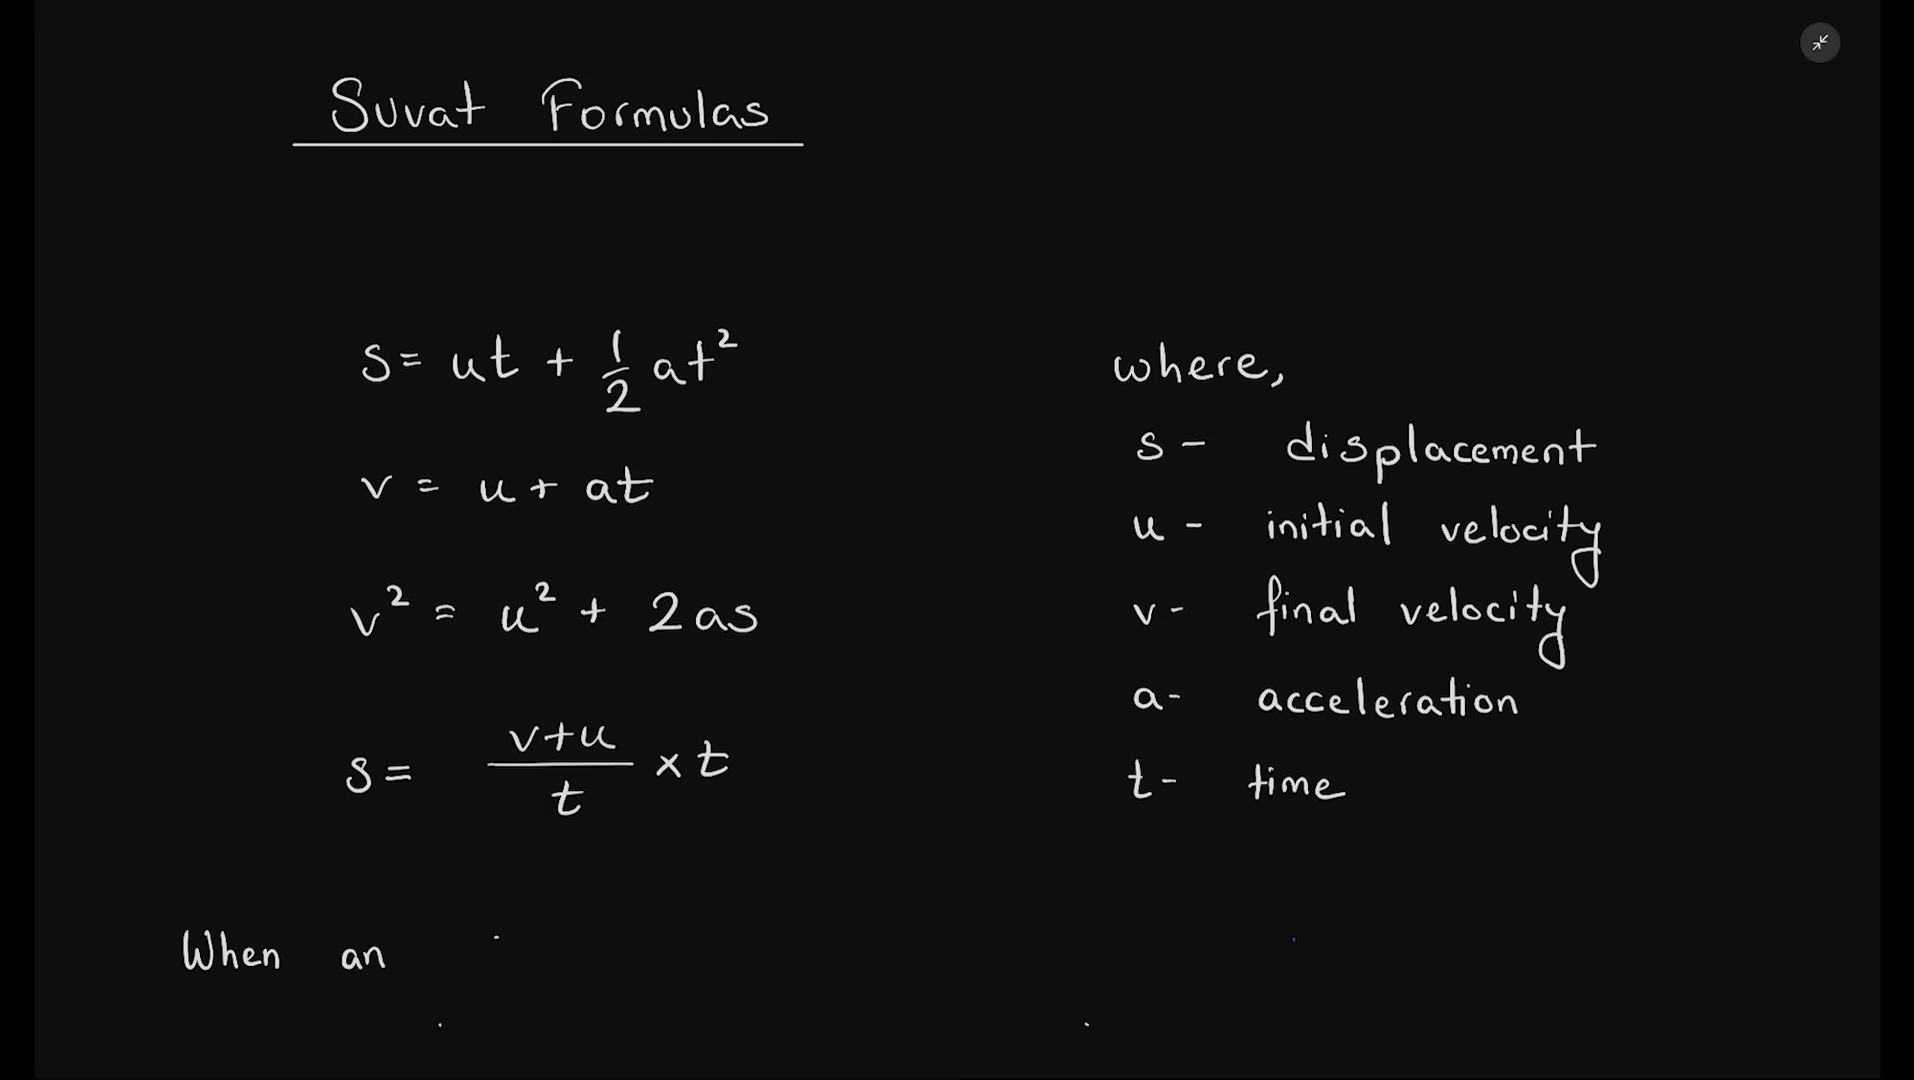 Suvat Formulas
s = ut + 1/2 at²
v = u + at
v² = u² + 2as
s = (v+u)/t × t
where,
s - displacement
u - initial velocity
v - final velocity
a - acceleration
t - time
When an